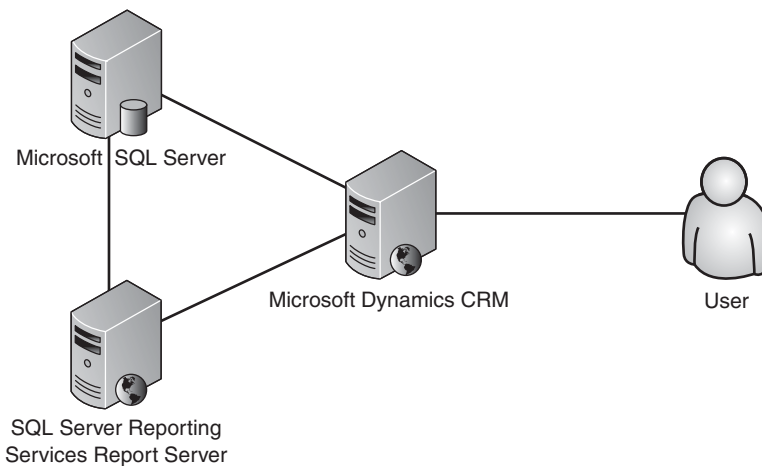 Microsoft SQL Server
Microsoft Dynamics CRM
User
SQL Server Reporting
Services Report Server